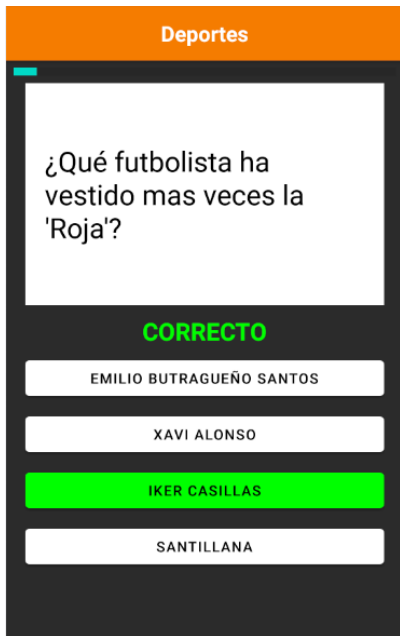 Deportes
¿Qué futbolista ha
vestido mas veces la
'Roja'?
CORRECTO
EMILIO BUTRAGUEÑO SANTOS
XAVI ALONSO
IKER CASILLAS
SANTILLANA